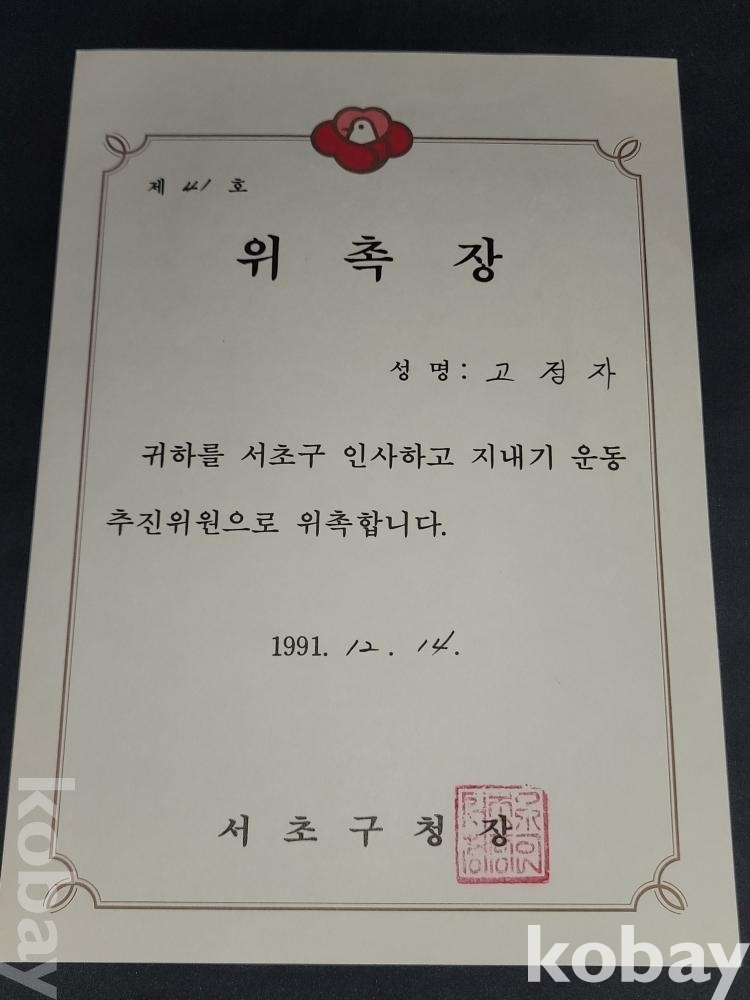 제 41 호
위 촉 장
성 명 : 고 점 자
귀하를 서초구 인사하고 지내기 운동
추진위원으로 위촉합니다.
1991. 12. 14.
서 초 구 청 장
kobay
kobay